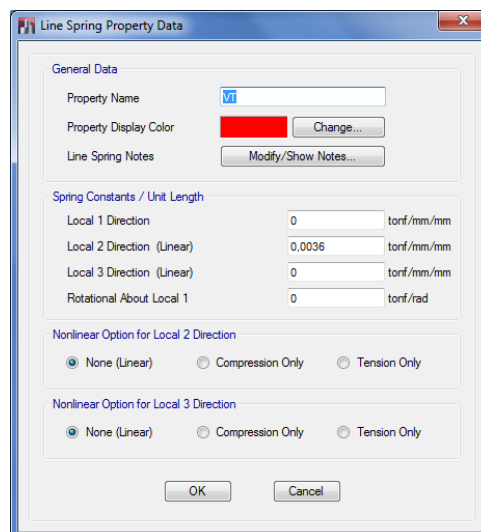 Line Spring Property Data
General Data
Property Name VT
Property Display Color Change...
Line Spring Notes Modify/Show Notes...
Spring Constants / Unit Length
Local 1 Direction 0 tonf/mm/mm
Local 2 Direction (Linear) 0,0036 tonf/mm/mm
Local 3 Direction (Linear) 0 tonf/mm/mm
Rotational About Local 1 0 tonf/rad
Nonlinear Option for Local 2 Direction
None (Linear) Compression Only Tension Only
Nonlinear Option for Local 3 Direction
None (Linear) Compression Only Tension Only
OK Cancel